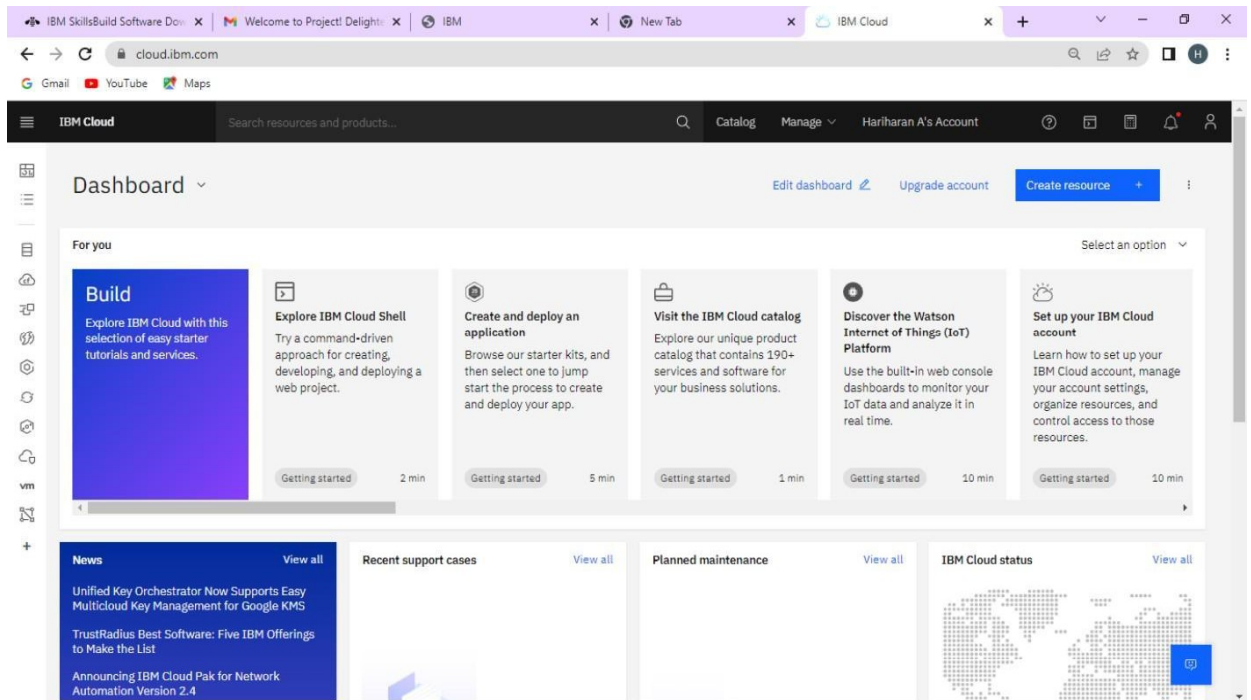 IBM SkillsBuild Software Dow
Welcome to Project! Delighte
IBM
New Tab
IBM Cloud
cloud.ibm.com
H
Gmail
YouTube
Maps
IBM Cloud
Search resources and products...
Catalog
Manage
Hariharan A's Account
Dashboard
Edit dashboard
Upgrade account
Create resource +
For you
Select an option
Build
Explore IBM Cloud with this
selection of easy starter
tutorials and services.
Explore IBM Cloud Shell
Try a command-driven
approach for creating,
developing, and deploying a
web project.
Getting started 2 min
Create and deploy an
application
Browse our starter kits, and
then select one to jump
start the process to create
and deploy your app.
Getting started 5 min
Visit the IBM Cloud catalog
Explore our unique product
catalog that contains 190+
services and software for
your business solutions.
Getting started 1 min
Discover the Watson
Internet of Things (IoT)
Platform
Use the built-in web console
dashboards to monitor your
IoT data and analyze it in
real time.
Getting started 10 min
Set up your IBM Cloud
account
Learn how to set up your
IBM Cloud account, manage
your account settings,
organize resources, and
control access to those
resources.
Getting started 10 min
vm
News View all
Unified Key Orchestrator Now Supports Easy
Multicloud Key Management for Google KMS
TrustRadius Best Software: Five IBM Offerings
to Make the List
Announcing IBM Cloud Pak for Network
Automation Version 2.4
Recent support cases View all
Planned maintenance View all
IBM Cloud status View all